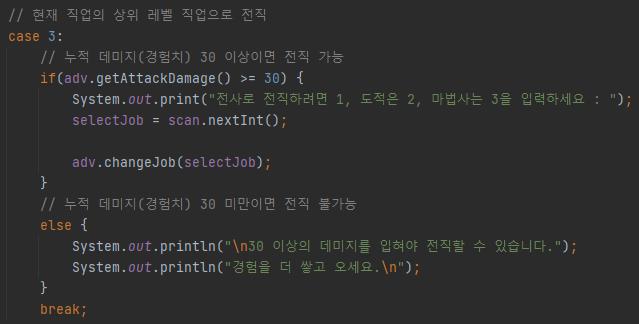 // 현재 직업의 상위 레벨 직업으로 전직
case 3:
// 누적 데미지(경험치) 30 이상이면 전직 가능
if(adv.getAttackDamage() >= 30) {
System.out.print("전사로 전직하려면 1, 도적은 2, 마법사는 3을 입력하세요 : ");
selectJob = scan.nextInt();
adv.changeJob(selectJob);
}
// 누적 데미지(경험치) 30 미만이면 전직 불가능
else {
System.out.println("\n30 이상의 데미지를 입혀야 전직할 수 있습니다.");
System.out.println("경험을 더 쌓고 오세요.\n");
}
break;